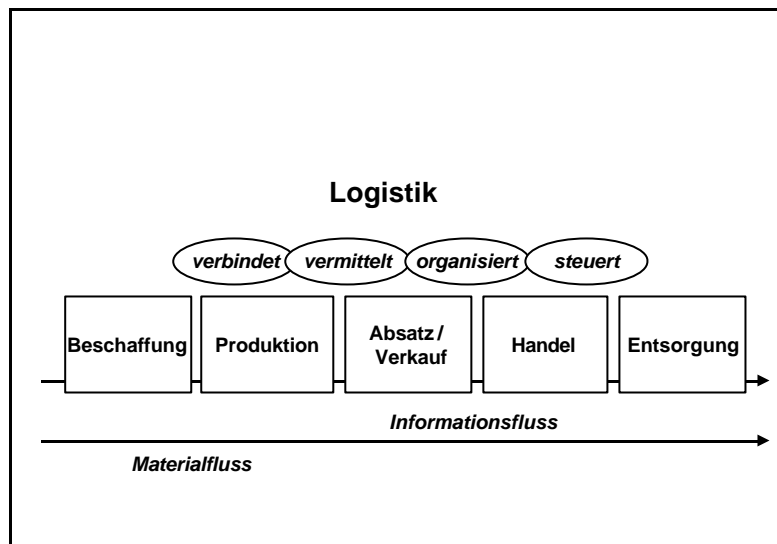 Logistik
verbindet vermittelt organisiert steuert
Beschaffung Produktion Absatz / Verkauf Handel Entsorgung
Informationsfluss
Materialfluss